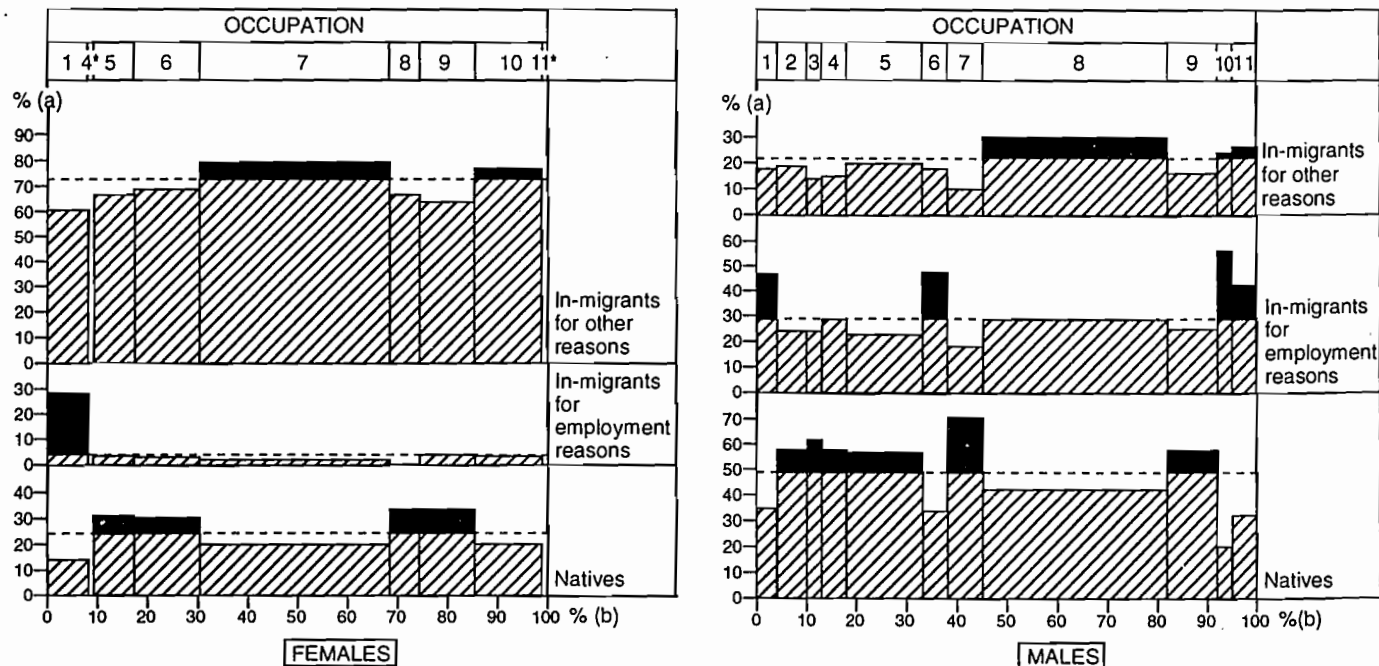 OCCUPATION
1 4* 5 6 7 8 9 10 11*
% (a)
90
80
70
60
50
40
30
20
10
0
In-migrants
for other
reasons
30
20
10
0
In-migrants
for
employment
reasons
40
30
20
10
0
Natives
0 10 20 30 40 50 60 70 80 90 100 % (b)
FEMALES
OCCUPATION
1 2 3 4 5 6 7 8 9 10 11
% (a)
30
20
10
0
In-migrants
for other
reasons
60
50
40
30
20
10
0
In-migrants
for
employment
reasons
70
60
50
40
30
20
10
0
Natives
0 10 20 30 40 50 60 70 80 90 100 %(b)
MALES